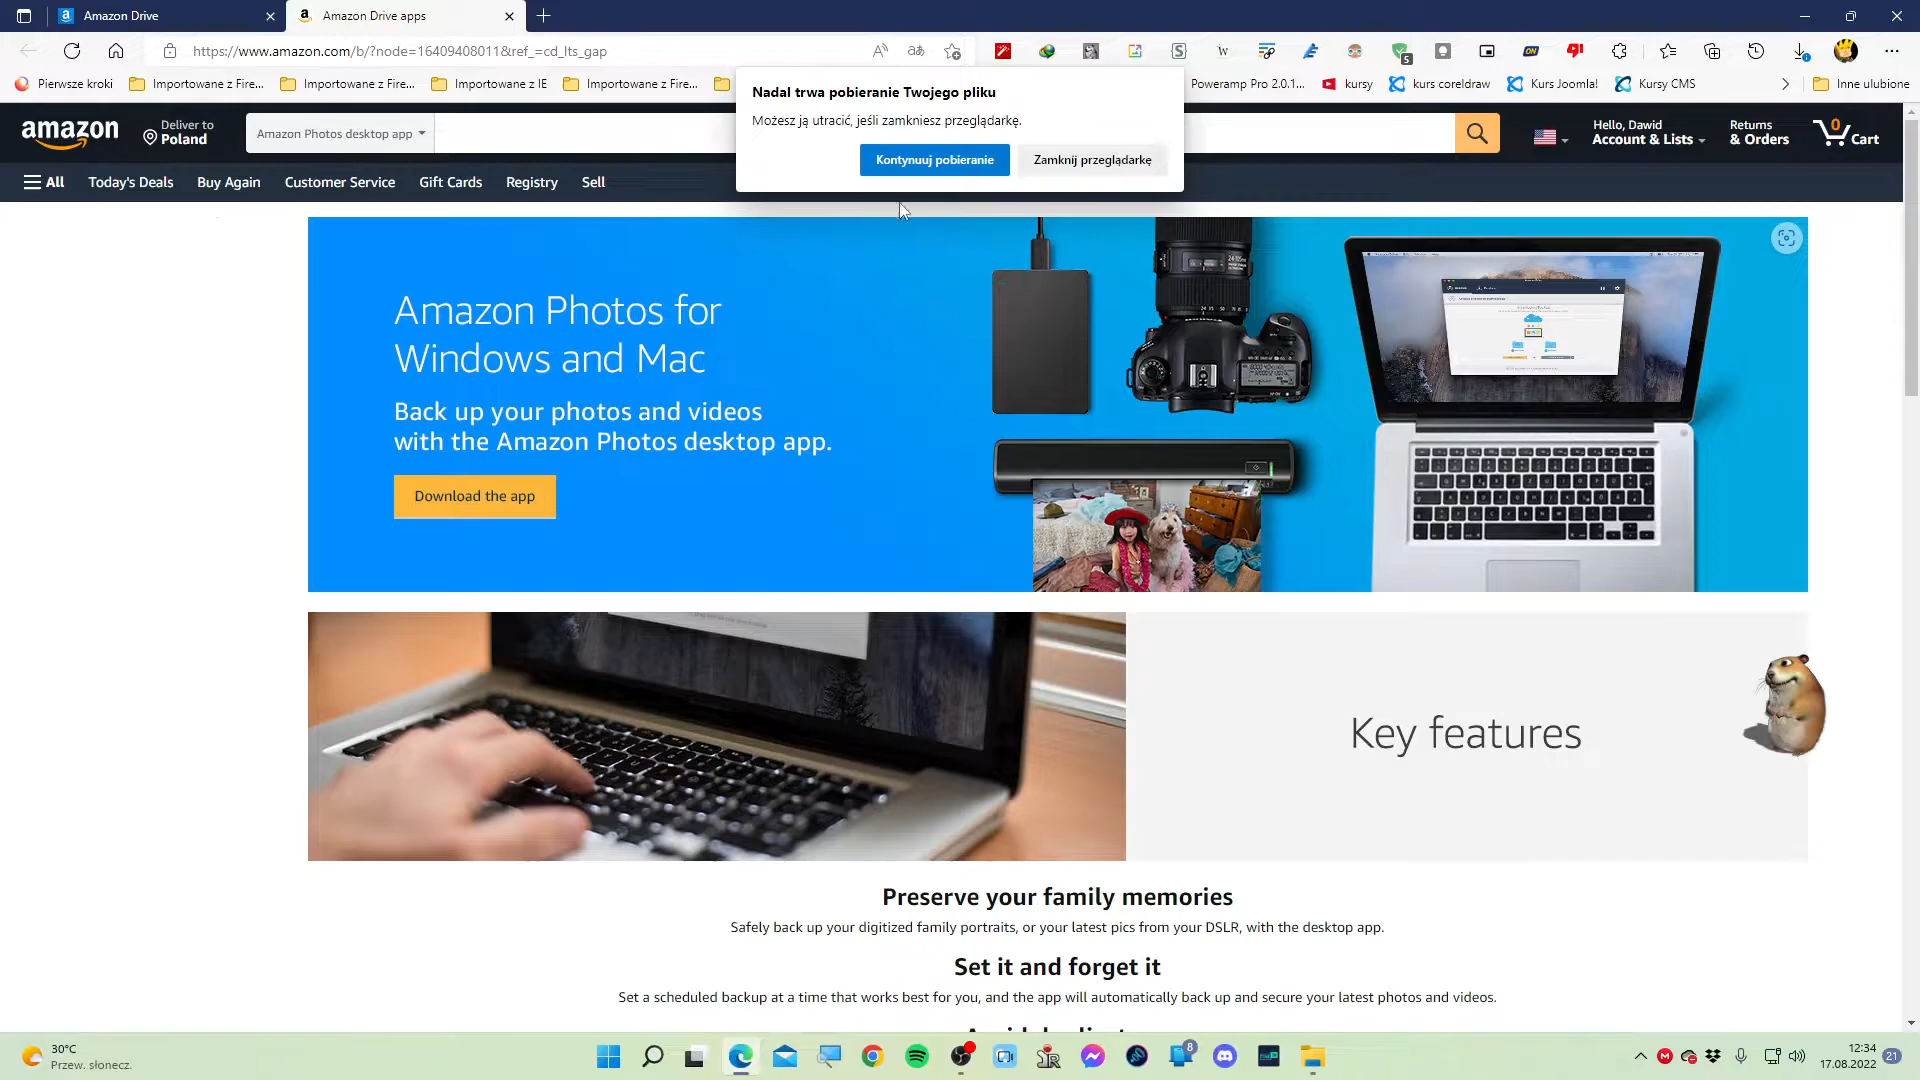 Amazon Drive
Amazon Drive apps
https://www.amazon.com/b/?node=16409408011&ref_=cd_lts_gap
5
Pierwsze kroki
Importowane z Fire...
Importowane z Fire...
Importowane z IE
Importowane z Fire...
Poweramp Pro 2.0.1...
kursy
kurs coreldraw
Kurs Joomla!
Kursy CMS
Inne ulubione
Nadal trwa pobieranie Twojego pliku
Możesz ją utracić, jeśli zamkniesz przeglądarkę.
Kontynuuj pobieranie
Zamknij przeglądarkę
amazon
Deliver to
Poland
Amazon Photos desktop app
Hello, Dawid
Account & Lists
Returns
& Orders
0
Cart
All
Today's Deals
Buy Again
Customer Service
Gift Cards
Registry
Sell
Amazon Photos for
Windows and Mac
Back up your photos and videos
with the Amazon Photos desktop app.
Download the app
24-105mm
Key features
Preserve your family memories
Safely back up your digitized family portraits, or your latest pics from your DSLR, with the desktop app.
Set it and forget it
Set a scheduled backup at a time that works best for you, and the app will automatically back up and secure your latest photos and videos.
30°C
Przew. słonecz.
8
12:34
17.08.2022
21